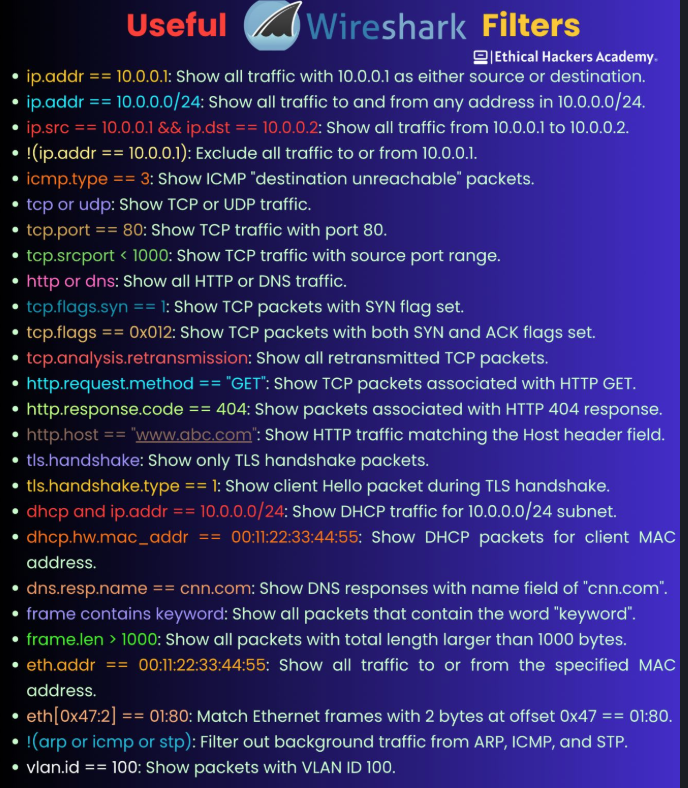 Useful Wireshark Filters
|Ethical Hackers Academy
• ip.addr == 10.0.0.1: Show all traffic with 10.0.0.1 as either source or destination.
• ip.addr == 10.0.0.0/24: Show all traffic to and from any address in 10.0.0.0/24.
• ip.src == 10.0.0.1 && ip.dst == 10.0.0.2: Show all traffic from 10.0.0.1 to 10.0.0.2.
• !(ip.addr == 10.0.0.1): Exclude all traffic to or from 10.0.0.1.
• icmp.type == 3: Show ICMP "destination unreachable" packets.
• tcp or udp: Show TCP or UDP traffic.
• tcp.port == 80: Show TCP traffic with port 80.
• tcp.srcport < 1000: Show TCP traffic with source port range.
• http or dns: Show all HTTP or DNS traffic.
• tcp.flags.syn == 1: Show TCP packets with SYN flag set.
• tcp.flags == 0x012: Show TCP packets with both SYN and ACK flags set.
• tcp.analysis.retransmission: Show all retransmitted TCP packets.
• http.request.method == "GET": Show TCP packets associated with HTTP GET.
• http.response.code == 404: Show packets associated with HTTP 404 response.
• http.host == "www.abc.com": Show HTTP traffic matching the Host header field.
• tls.handshake: Show only TLS handshake packets.
• tls.handshake.type == 1: Show client Hello packet during TLS handshake.
• dhcp and ip.addr == 10.0.0.0/24: Show DHCP traffic for 10.0.0.0/24 subnet.
• dhcp.hw.mac_addr == 00:11:22:33:44:55: Show DHCP packets for client MAC
address.
• dns.resp.name == cnn.com: Show DNS responses with name field of "cnn.com".
• frame contains keyword: Show all packets that contain the word "keyword".
• frame.len > 1000: Show all packets with total length larger than 1000 bytes.
• eth.addr == 00:11:22:33:44:55: Show all traffic to or from the specified MAC
address.
• eth[0x47:2] == 01:80: Match Ethernet frames with 2 bytes at offset 0x47 == 01:80.
• !(arp or icmp or stp): Filter out background traffic from ARP, ICMP, and STP.
• vlan.id == 100: Show packets with VLAN ID 100.